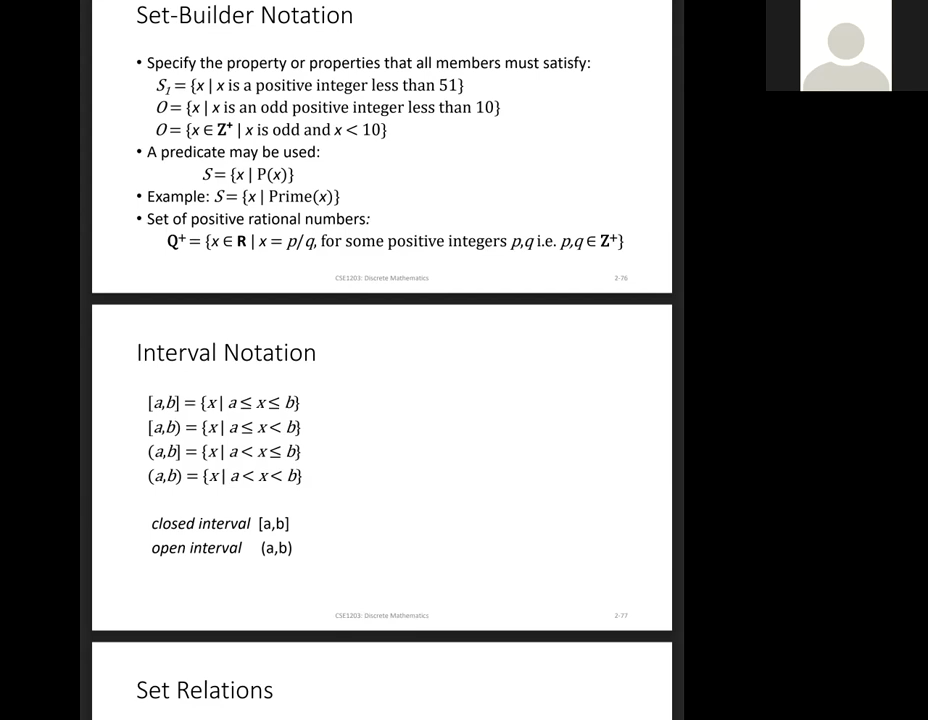 Set-Builder Notation
• Specify the property or properties that all members must satisfy:
S₁ = {x | x is a positive integer less than 51}
O = {x | x is an odd positive integer less than 10}
O = {x ∈ Z⁺ | x is odd and x < 10}
• A predicate may be used:
S = {x | P(x)}
• Example: S = {x | Prime(x)}
• Set of positive rational numbers:
Q⁺ = {x ∈ R | x = p/q, for some positive integers p,q i.e. p,q ∈ Z⁺}
CSE1203: Discrete Mathematics 2-76
Interval Notation
[a,b] = {x | a ≤ x ≤ b}
[a,b) = {x | a ≤ x < b}
(a,b] = {x | a < x ≤ b}
(a,b) = {x | a < x < b}
closed interval [a,b]
open interval (a,b)
CSE1203: Discrete Mathematics 2-77
Set Relations